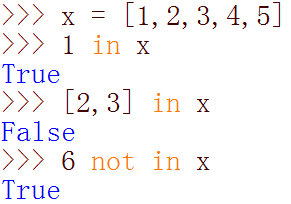 >>> x = [1,2,3,4,5]
>>> 1 in x
True
>>> [2,3] in x
False
>>> 6 not in x
True